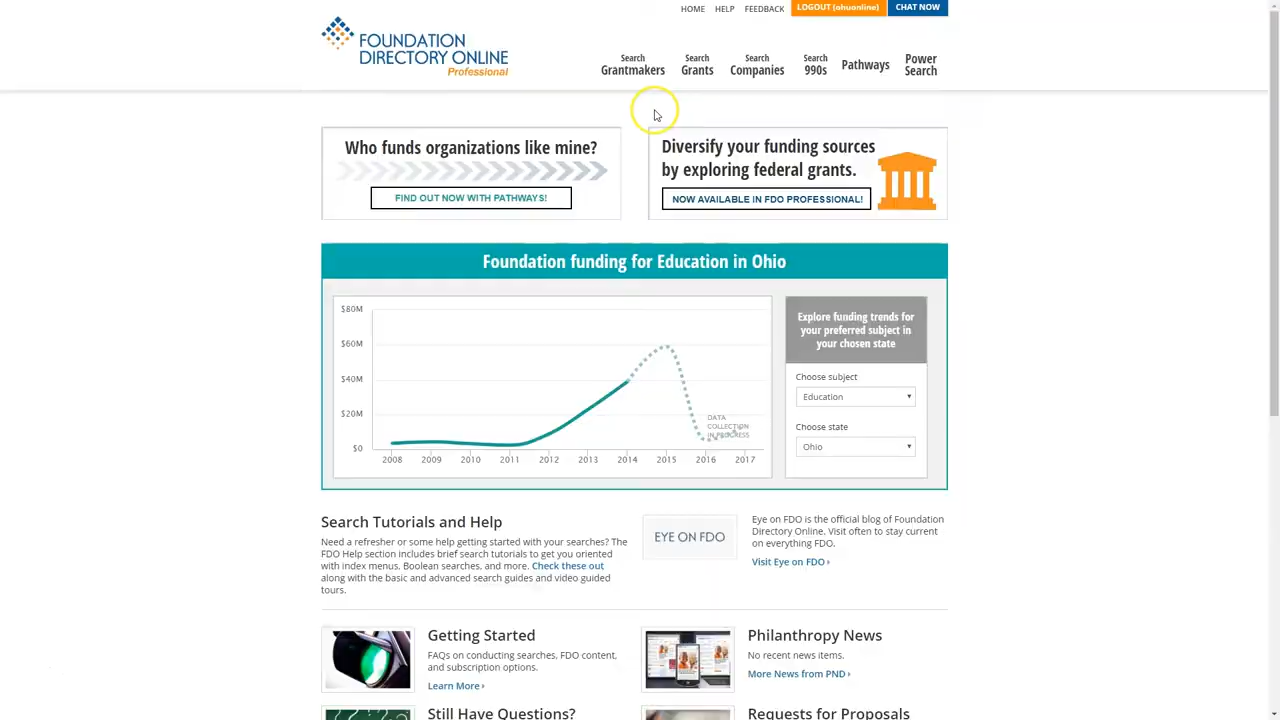 HOME HELP FEEDBACK LOGOUT (ohuonline) CHAT NOW
FOUNDATION
DIRECTORY ONLINE
Professional
Search
Grantmakers
Search
Grants
Search
Companies
Search
990s
Pathways
Power
Search
Who funds organizations like mine?
FIND OUT NOW WITH PATHWAYS!
Diversify your funding sources
by exploring federal grants.
NOW AVAILABLE IN FDO PROFESSIONAL!
Foundation funding for Education in Ohio
$80M
$60M
$40M
$20M
$0
DATA
COLLECTION
IN PROGRESS
2008 2009 2010 2011 2012 2013 2014 2015 2016 2017
Explore funding trends for
your preferred subject in
your chosen state
Choose subject
Education
Choose state
Ohio
Search Tutorials and Help
Need a refresher or some help getting started with your searches? The
FDO Help section includes brief search tutorials to get you oriented
with index menus, Boolean searches, and more. Check these out
along with the basic and advanced search guides and video guided
tours.
EYE ON FDO
Eye on FDO is the official blog of Foundation
Directory Online. Visit often to stay current
on everything FDO.
Visit Eye on FDO ›
Getting Started
FAQs on conducting searches, FDO content,
and subscription options.
Learn More ›
Philanthropy News
No recent news items.
More News from PND ›
Still Have Questions?
Requests for Proposals